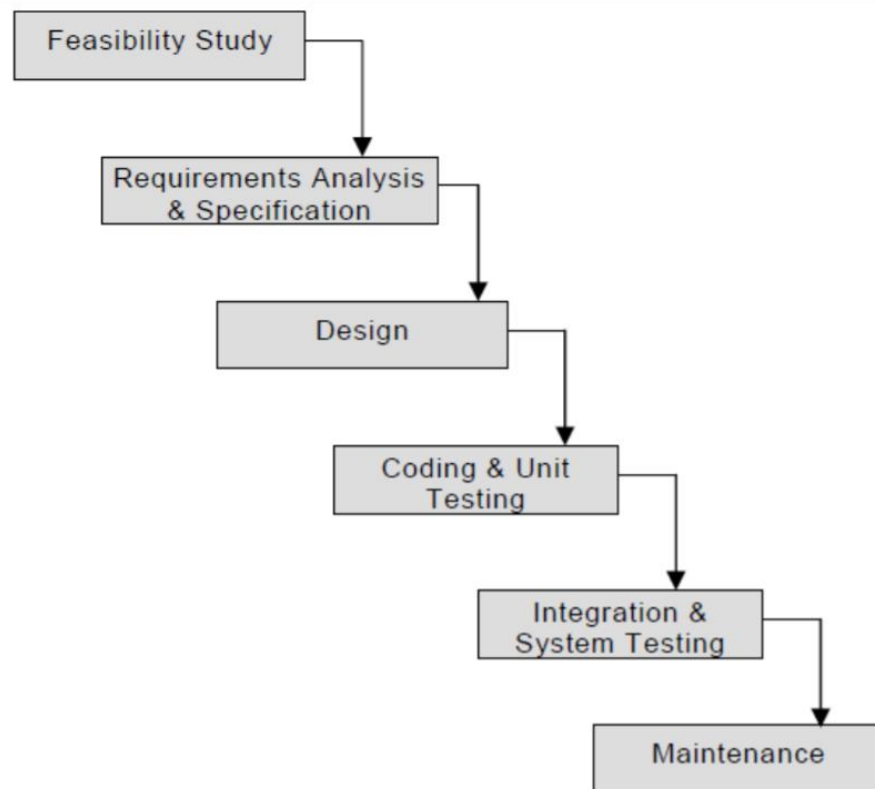 Feasibility Study
Requirements Analysis
& Specification
Design
Coding & Unit
Testing
Integration &
System Testing
Maintenance